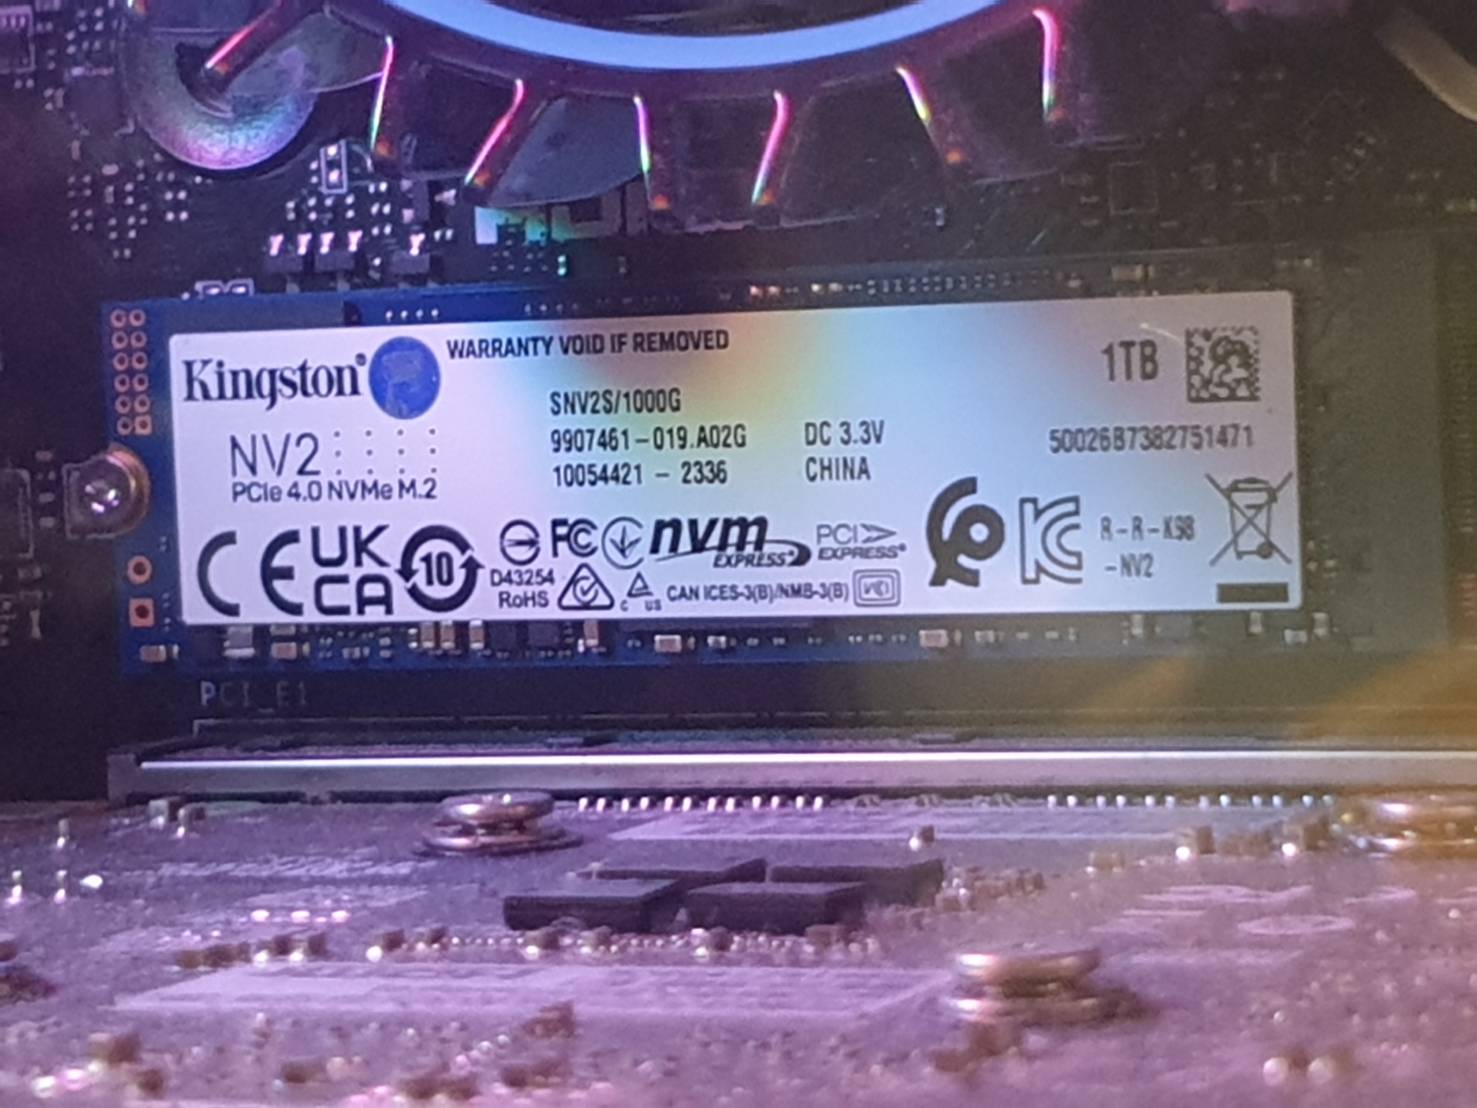 WARRANTY VOID IF REMOVED
Kingston®
1TB
SNV2S/1000G
NV2
9907461-019.A02G
DC 3.3V
50026B7382751471
PCIe 4.0 NVMe M.2
10054421 - 2336
CHINA
CE
UK
CA
10
FC
nvm
EXPRESS®
PCI
EXPRESS®
R-R-K98
-NV2
D43254
RoHS
C US
CAN ICES-3(B)/NMB-3(B)
PCI_E1